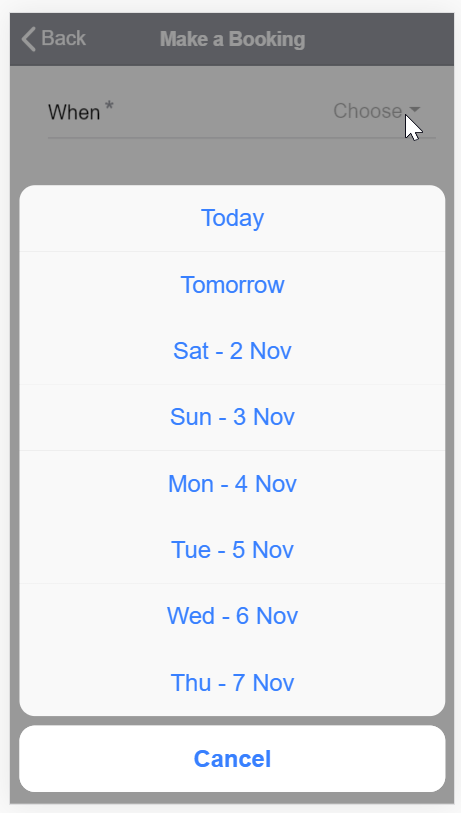 Back
Make a Booking
When *
Choose
Today
Tomorrow
Sat - 2 Nov
Sun - 3 Nov
Mon - 4 Nov
Tue - 5 Nov
Wed - 6 Nov
Thu - 7 Nov
Cancel